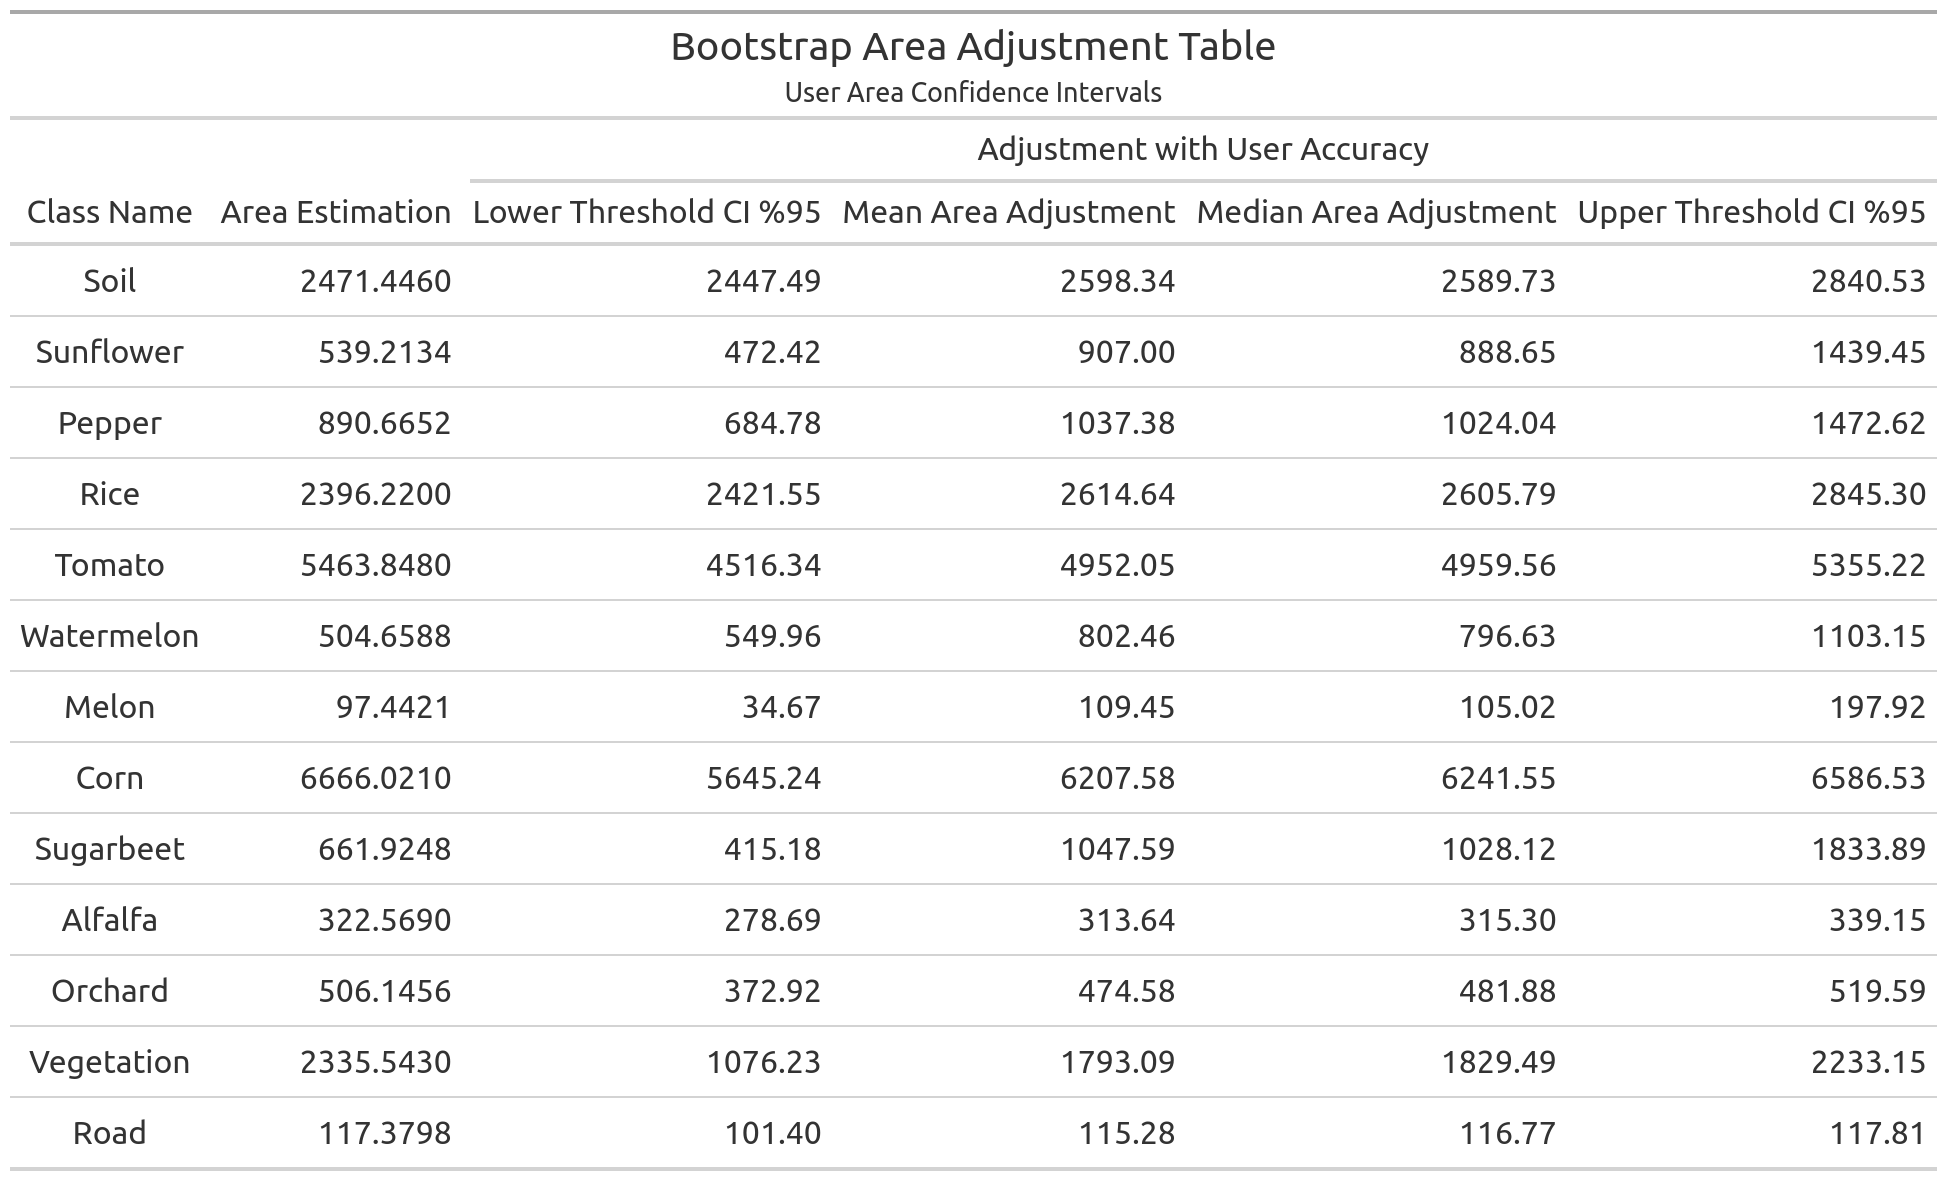 Bootstrap Area Adjustment Table
User Area Confidence Intervals
Adjustment with User Accuracy
Class Name Area Estimation Lower Threshold CI %95 Mean Area Adjustment Median Area Adjustment Upper Threshold CI %95
Soil 2471.4460 2447.49 2598.34 2589.73 2840.53
Sunflower 539.2134 472.42 907.00 888.65 1439.45
Pepper 890.6652 684.78 1037.38 1024.04 1472.62
Rice 2396.2200 2421.55 2614.64 2605.79 2845.30
Tomato 5463.8480 4516.34 4952.05 4959.56 5355.22
Watermelon 504.6588 549.96 802.46 796.63 1103.15
Melon 97.4421 34.67 109.45 105.02 197.92
Corn 6666.0210 5645.24 6207.58 6241.55 6586.53
Sugarbeet 661.9248 415.18 1047.59 1028.12 1833.89
Alfalfa 322.5690 278.69 313.64 315.30 339.15
Orchard 506.1456 372.92 474.58 481.88 519.59
Vegetation 2335.5430 1076.23 1793.09 1829.49 2233.15
Road 117.3798 101.40 115.28 116.77 117.81